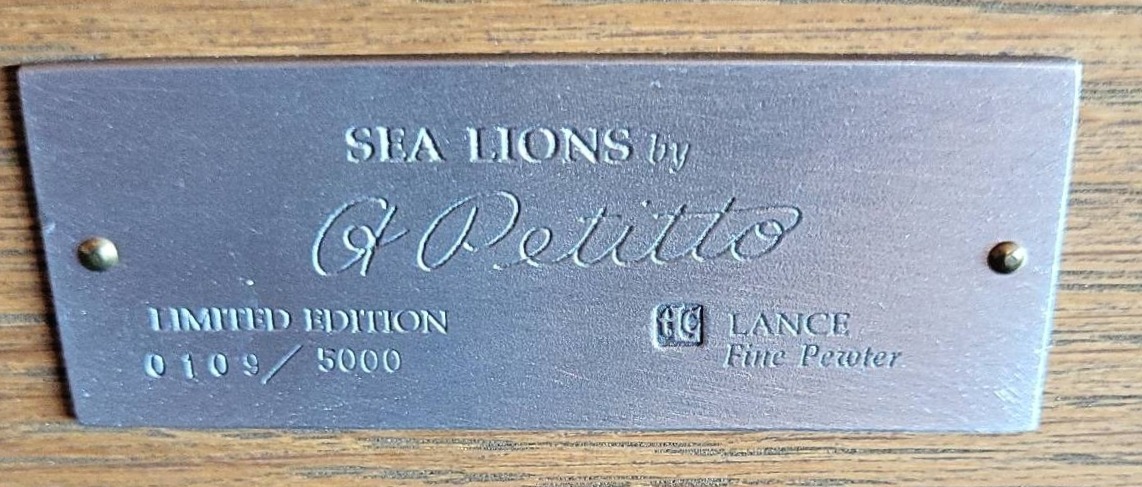 SEA LIONS by
A Petitto
LIMITED EDITION
0109/5000
LANCE
Fine Pewter